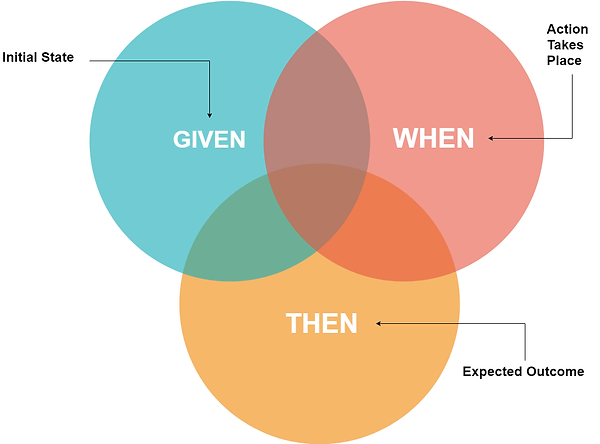 Initial State
Action
Takes
Place
GIVEN
WHEN
THEN
Expected Outcome